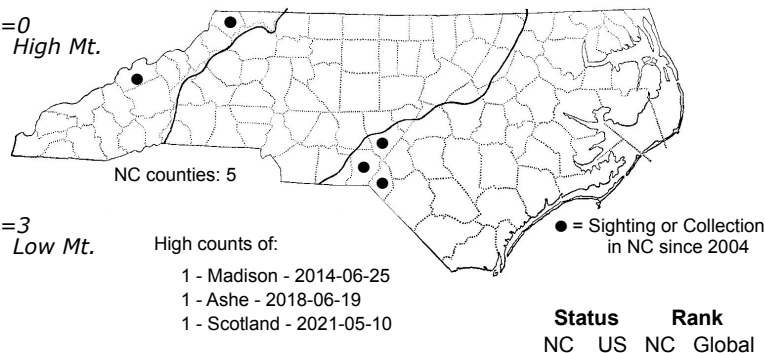 =0
High Mt.
NC counties: 5
=3
Low Mt.
High counts of:
1 - Madison - 2014-06-25
1 - Ashe - 2018-06-19
1 - Scotland - 2021-05-10
● = Sighting or Collection
in NC since 2004
Status Rank
NC US NC Global